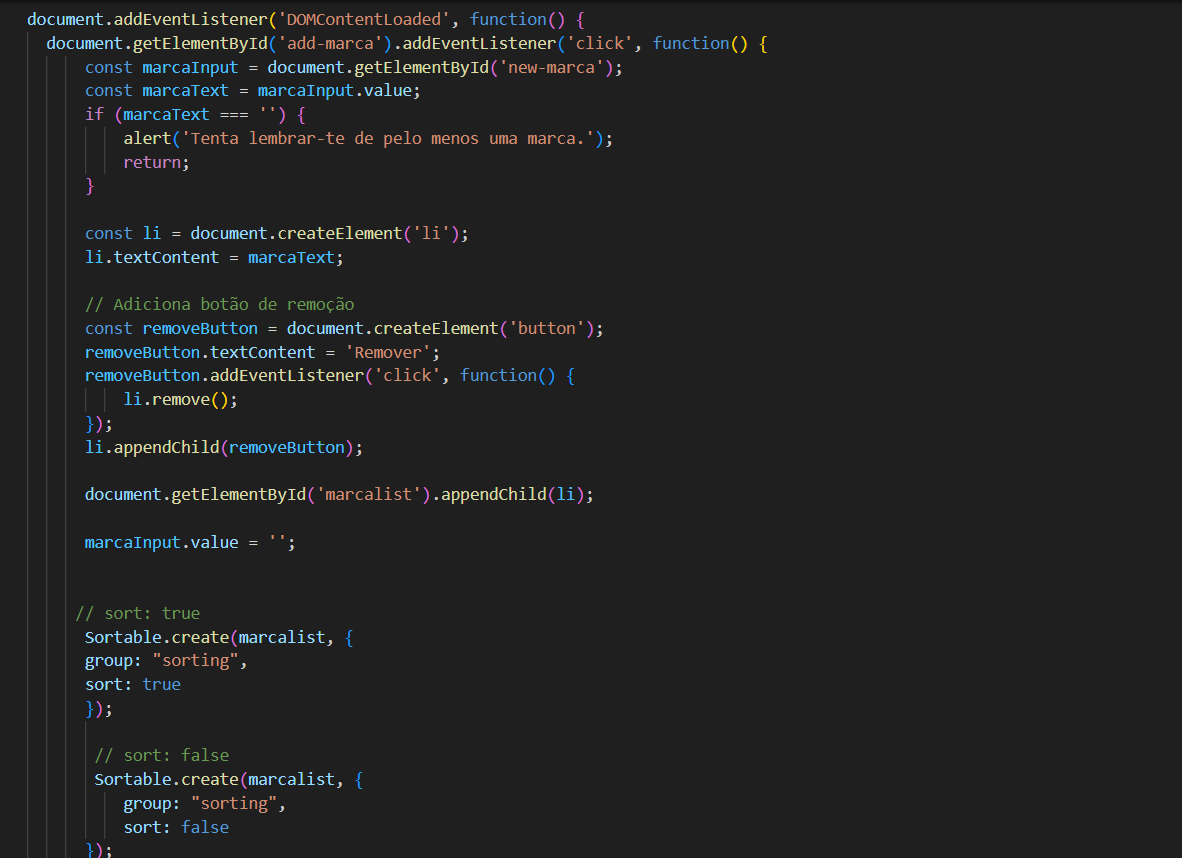 document.addEventListener('DOMContentLoaded', function() {
document.getElementById('add-marca').addEventListener('click', function() {
const marcaInput = document.getElementById('new-marca');
const marcaText = marcaInput.value;
if (marcaText === '') {
alert('Tenta lembrar-te de pelo menos uma marca.');
return;
}
const li = document.createElement('li');
li.textContent = marcaText;
// Adiciona botão de remoção
const removeButton = document.createElement('button');
removeButton.textContent = 'Remover';
removeButton.addEventListener('click', function() {
li.remove();
});
li.appendChild(removeButton);
document.getElementById('marcalist').appendChild(li);
marcaInput.value = '';
// sort: true
Sortable.create(marcalist, {
group: "sorting",
sort: true
});
// sort: false
Sortable.create(marcalist, {
group: "sorting",
sort: false
});